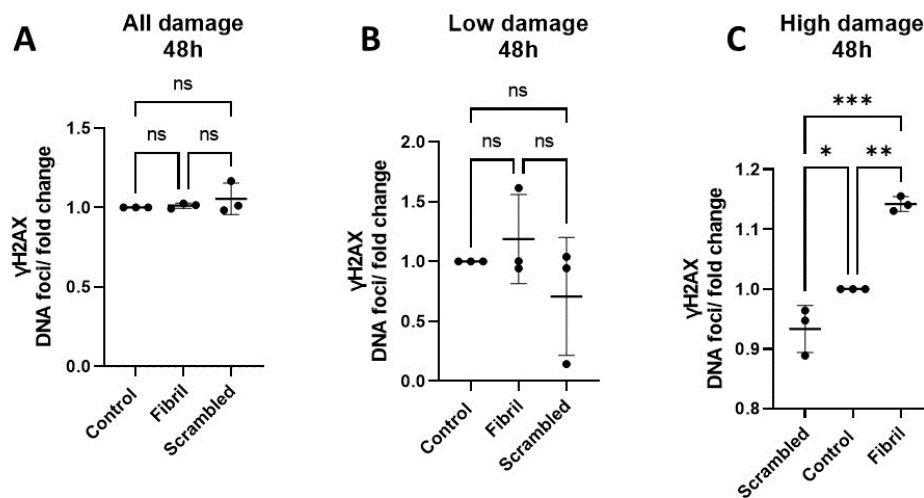 A
All damage
48h
ns
ns
ns
γH2AX
DNA foci/ fold change
1.5
1.0
0.5
0.0
Control
Fibril
Scrambled
B
Low damage
48h
ns
ns
ns
γH2AX
DNA foci/ fold change
2.0
1.5
1.0
0.5
0.0
Control
Fibril
Scrambled
C
High damage
48h
***
*
**
γH2AX
DNA foci/ fold change
1.2
1.1
1.0
0.9
0.8
Scrambled
Control
Fibril